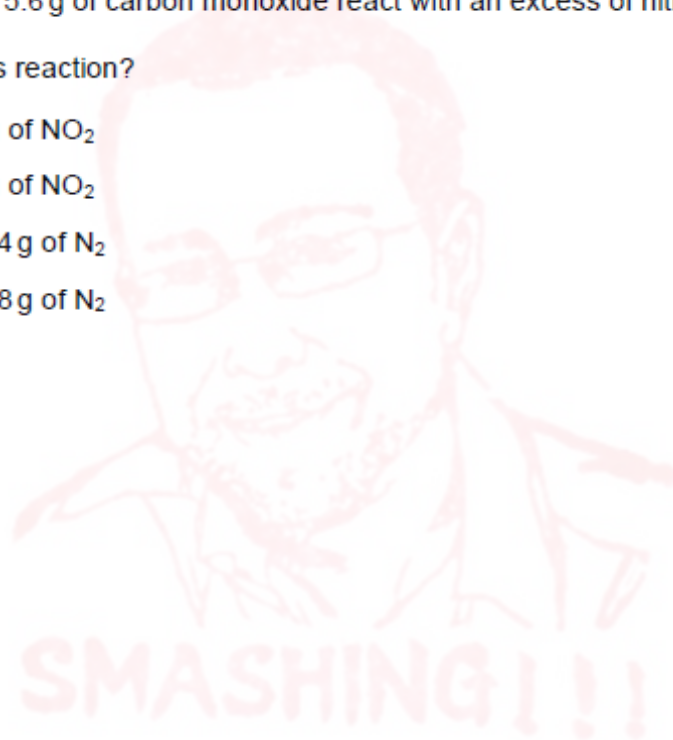 5.6 g of carbon monoxide react with an excess of
s reaction?
of NO₂
of NO₂
4 g of N₂
8 g of N₂
SMASHING!!!